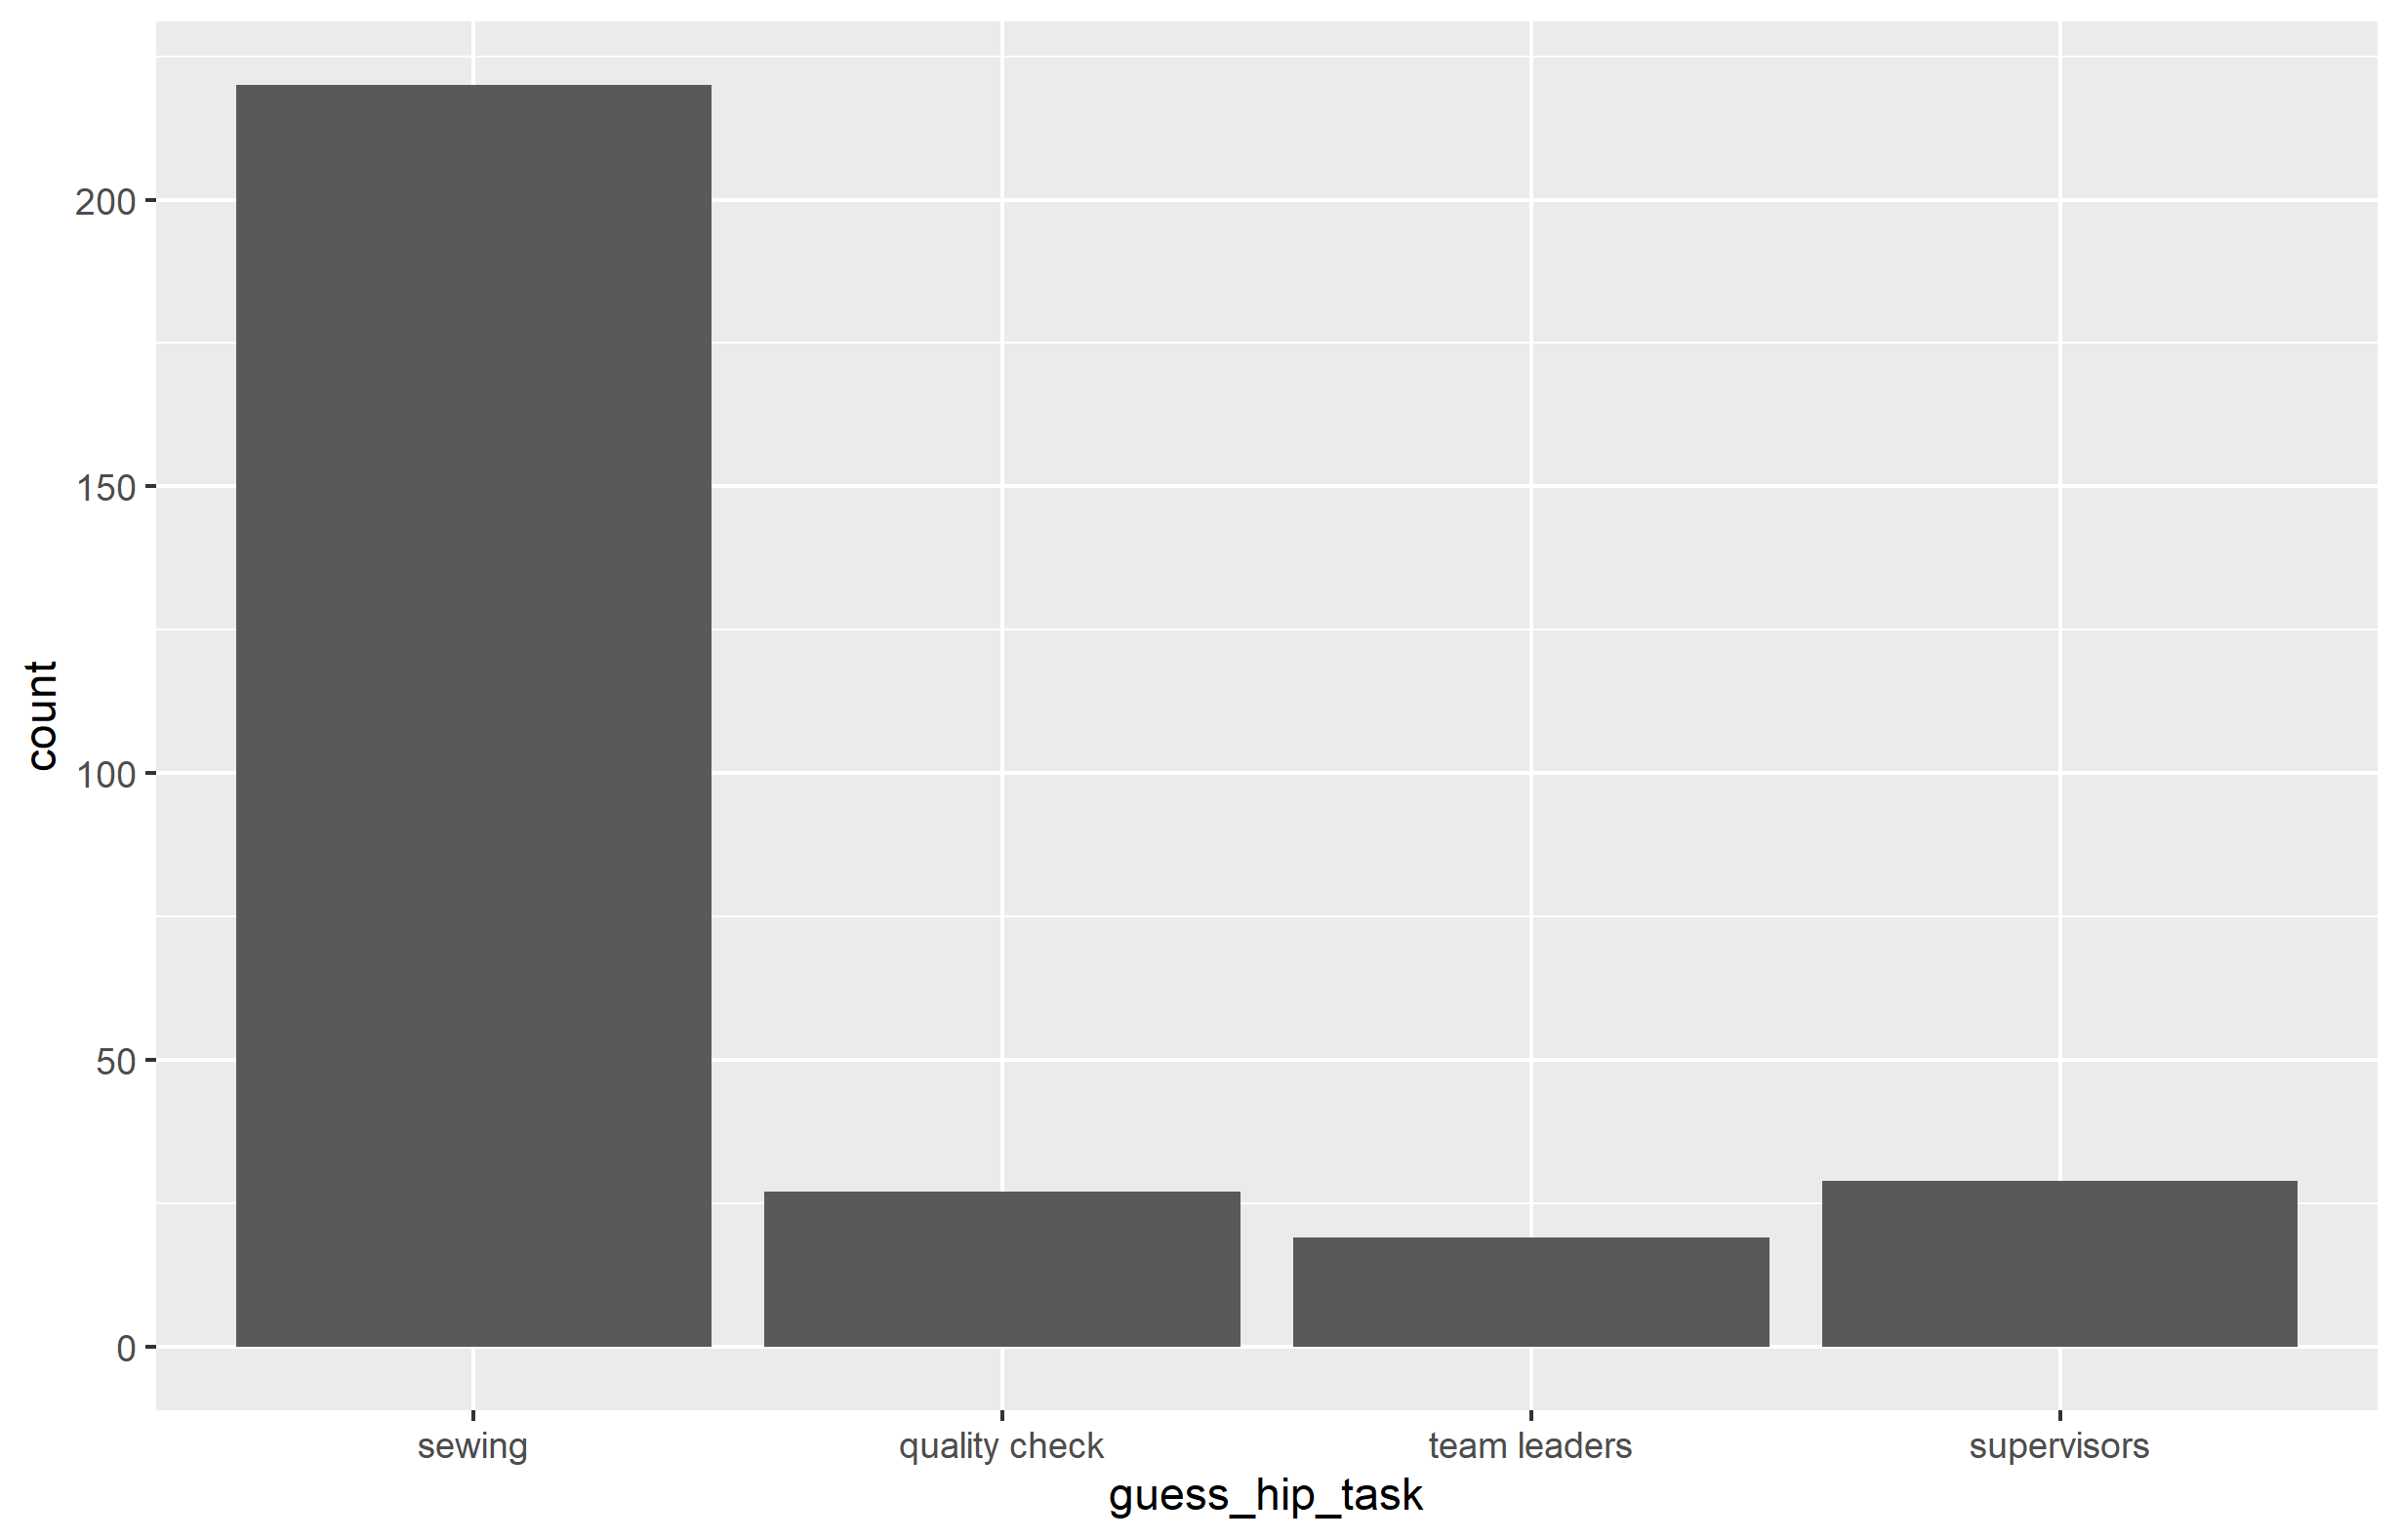 count
200
150
100
50
0
sewing
quality check
team leaders
supervisors
guess_hip_task